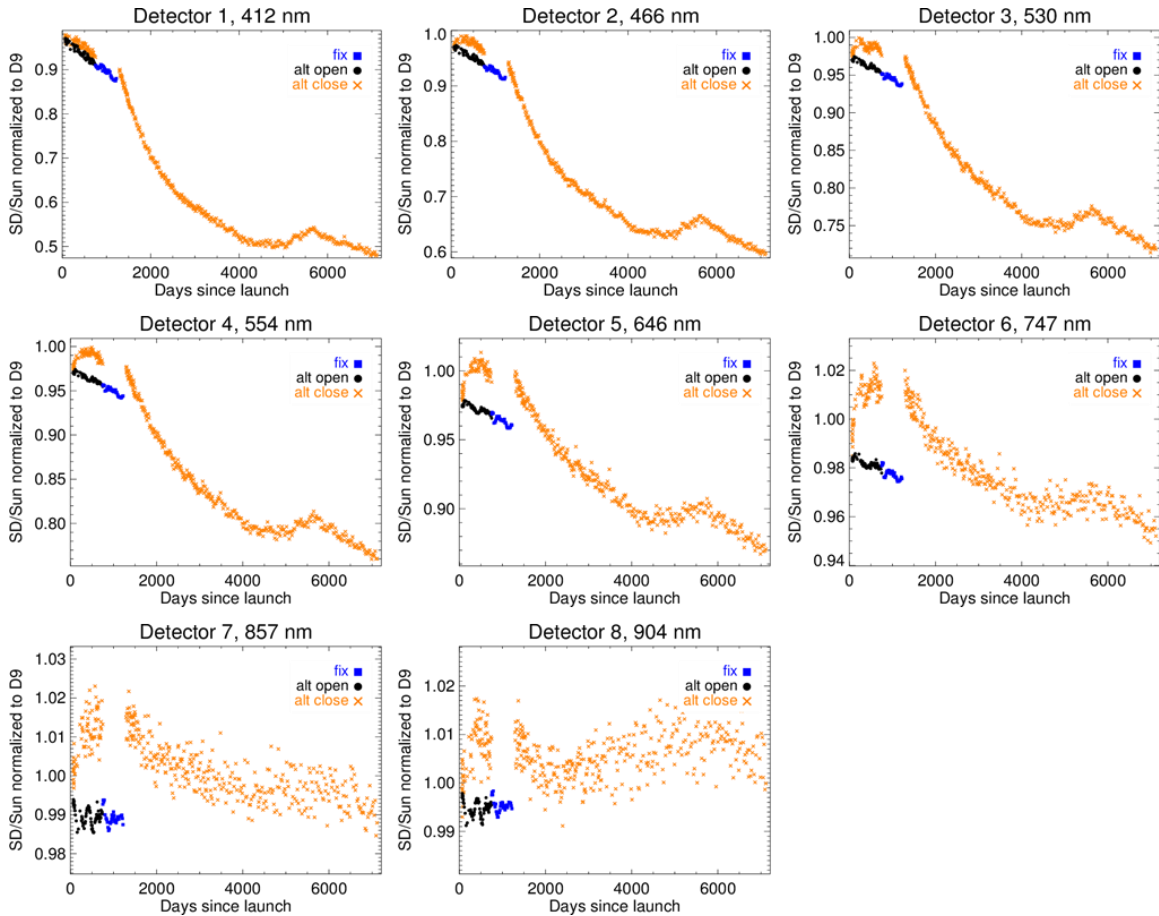 Detector 1, 412 nm
SD/Sun normalized to D9
fix
alt open
alt close
0.9
0.8
0.7
0.6
0.5
0 2000 4000 6000
Days since launch
Detector 2, 466 nm
SD/Sun normalized to D9
fix
alt open
alt close
1.0
0.9
0.8
0.7
0.6
0 2000 4000 6000
Days since launch
Detector 3, 530 nm
SD/Sun normalized to D9
fix
alt open
alt close
1.00
0.95
0.90
0.85
0.80
0.75
0 2000 4000 6000
Days since launch
Detector 4, 554 nm
SD/Sun normalized to D9
fix
alt open
alt close
1.00
0.95
0.90
0.85
0.80
0 2000 4000 6000
Days since launch
Detector 5, 646 nm
SD/Sun normalized to D9
fix
alt open
alt close
1.00
0.95
0.90
0 2000 4000 6000
Days since launch
Detector 6, 747 nm
SD/Sun normalized to D9
fix
alt open
alt close
1.02
1.00
0.98
0.96
0.94
0 2000 4000 6000
Days since launch
Detector 7, 857 nm
SD/Sun normalized to D9
fix
alt open
alt close
1.03
1.02
1.00
0.99
0.98
0 2000 4000 6000
Days since launch
Detector 8, 904 nm
SD/Sun normalized to D9
fix
alt open
alt close
1.02
1.01
1.00
0.99
0 2000 4000 6000
Days since launch